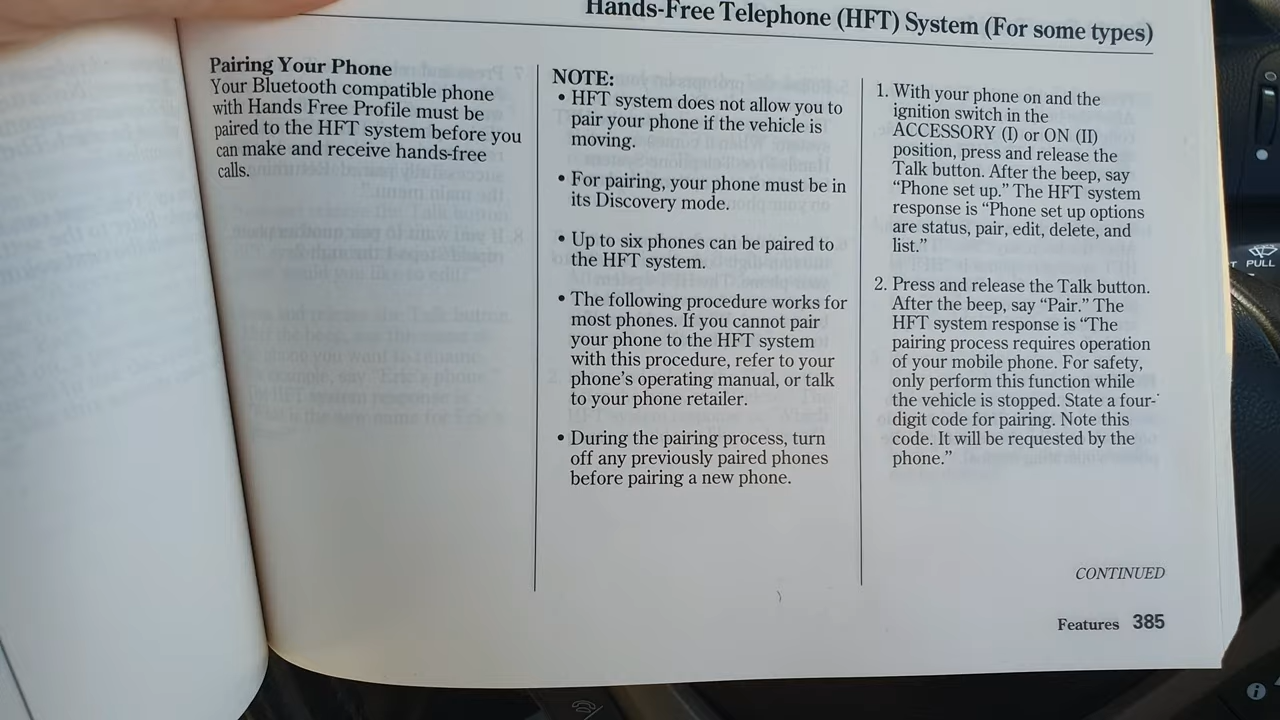 Hands-Free Telephone (HFT) System (For some types)
Pairing Your Phone
Your Bluetooth compatible phone
with Hands Free Profile must be
paired to the HFT system before you
can make and receive hands-free
calls.
NOTE:
• HFT system does not allow you to
pair your phone if the vehicle is
moving.
• For pairing, your phone must be in
its Discovery mode.
• Up to six phones can be paired to
the HFT system.
• The following procedure works for
most phones. If you cannot pair
your phone to the HFT system
with this procedure, refer to your
phone's operating manual, or talk
to your phone retailer.
• During the pairing process, turn
off any previously paired phones
before pairing a new phone.
1. With your phone on and the
ignition switch in the
ACCESSORY (I) or ON (II)
position, press and release the
Talk button. After the beep, say
“Phone set up.” The HFT system
response is “Phone set up options
are status, pair, edit, delete, and
list.”
2. Press and release the Talk button.
After the beep, say “Pair.” The
HFT system response is “The
pairing process requires operation
of your mobile phone. For safety,
only perform this function while
the vehicle is stopped. State a four-
digit code for pairing. Note this
code. It will be requested by the
phone.”
CONTINUED
Features 385
PULL